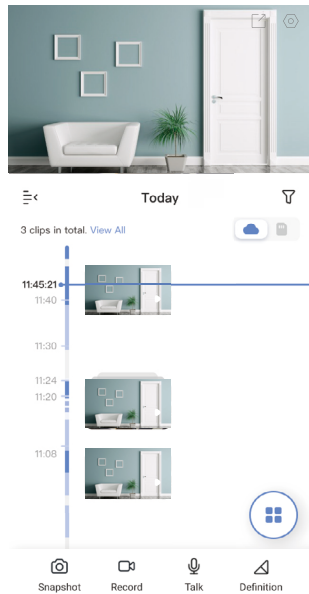 Today
3 clips in total. View All
11:45:21
11:40
11:30
11:24
11:20
11:08
Snapshot
Record
Talk
Definition